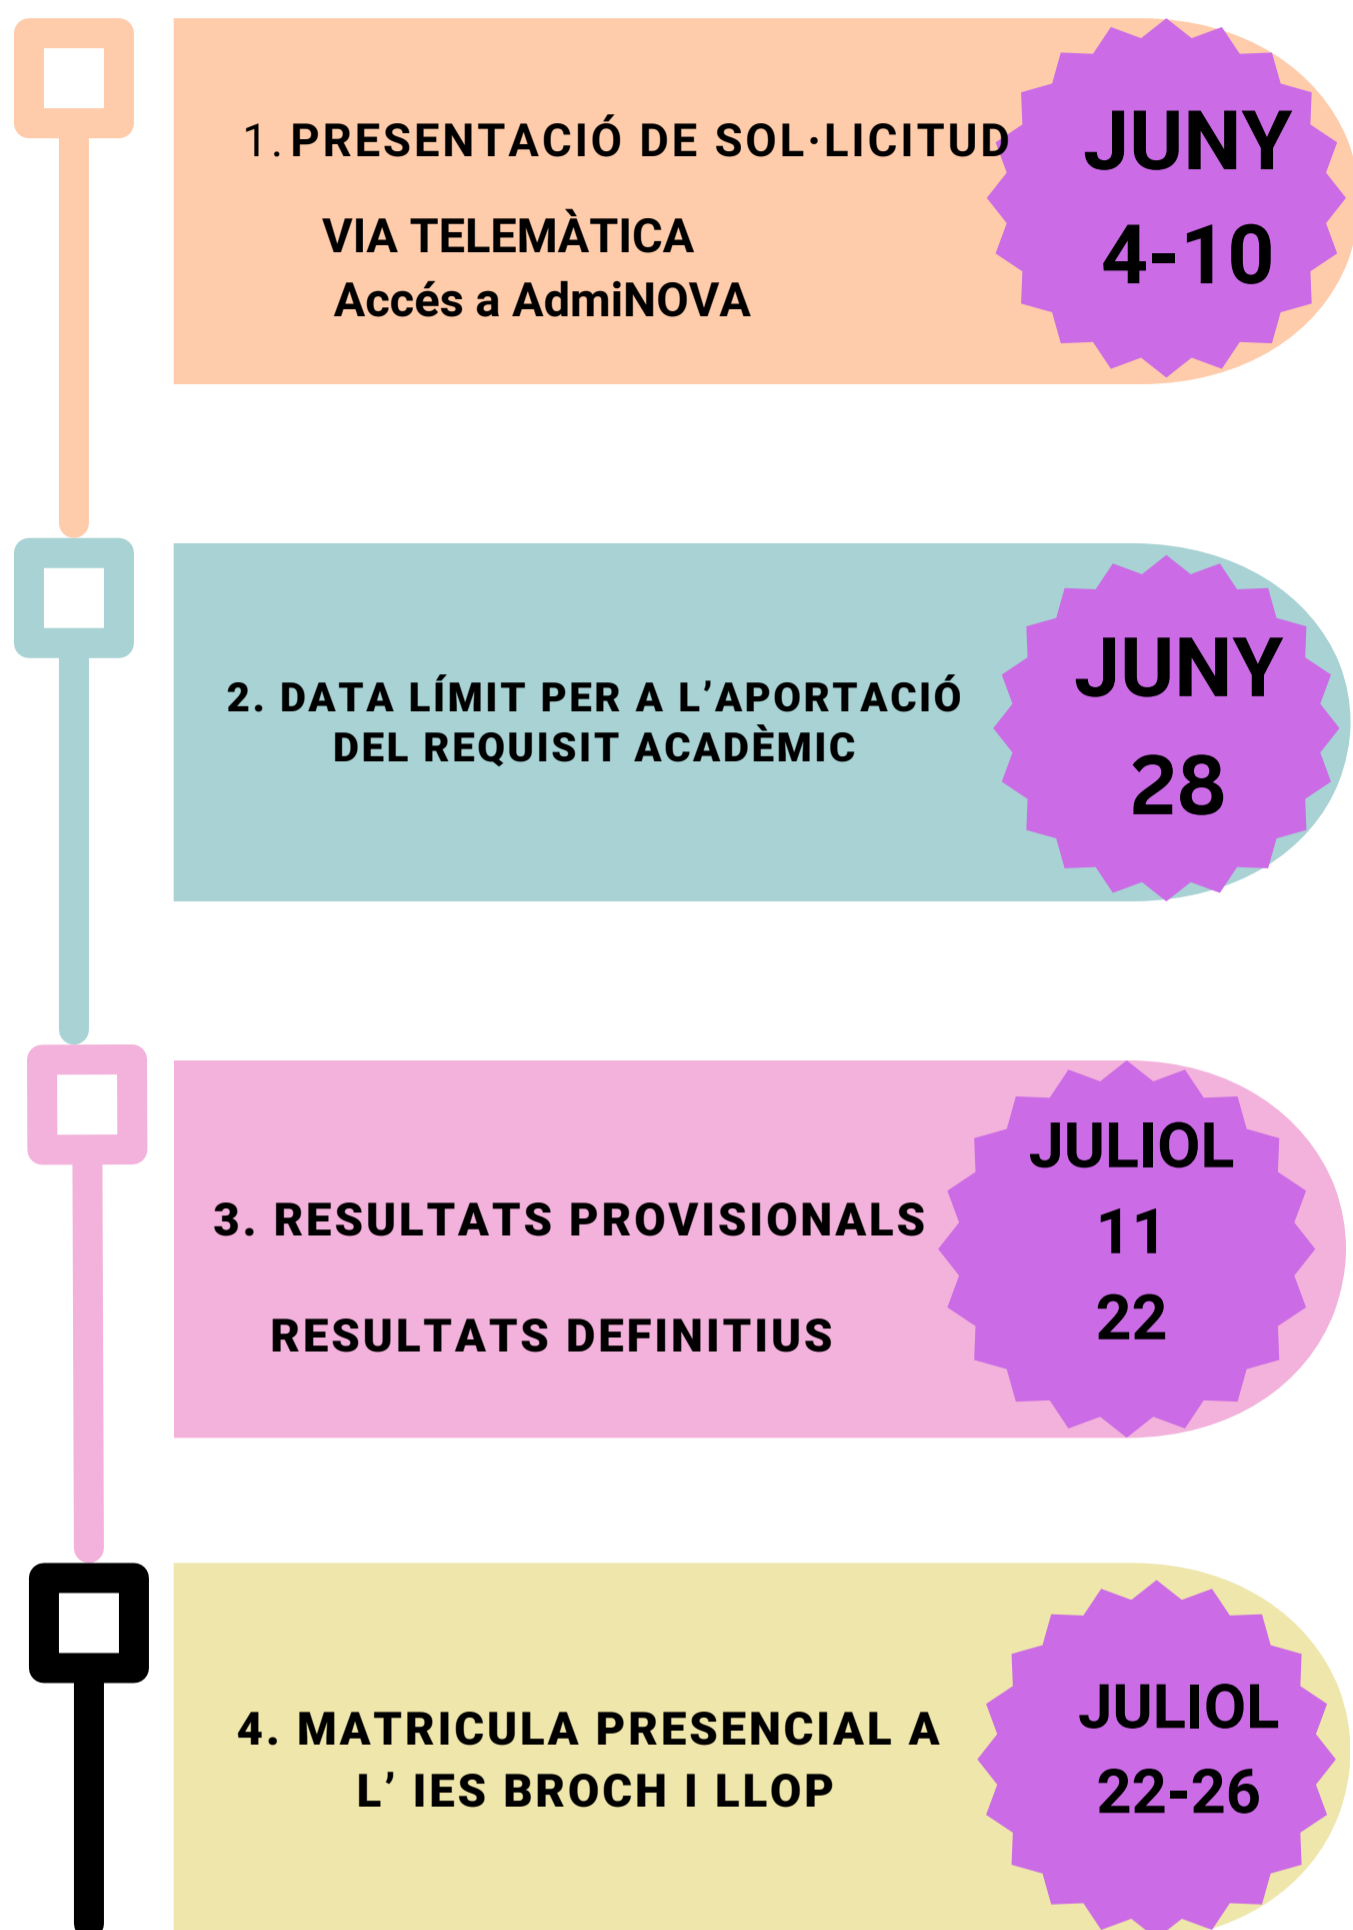 1. PRESENTACIÓ DE SOL·LICITUD
VIA TELEMÀTICA
Accés a AdmiNOVA
JUNY
4-10
2. DATA LÍMIT PER A L’APORTACIÓ
DEL REQUISIT ACADÈMIC
JUNY
28
3. RESULTATS PROVISIONALS
RESULTATS DEFINITIUS
JULIOL
11
22
4. MATRICULA PRESENCIAL A
L’ IES BROCH I LLOP
JULIOL
22-26